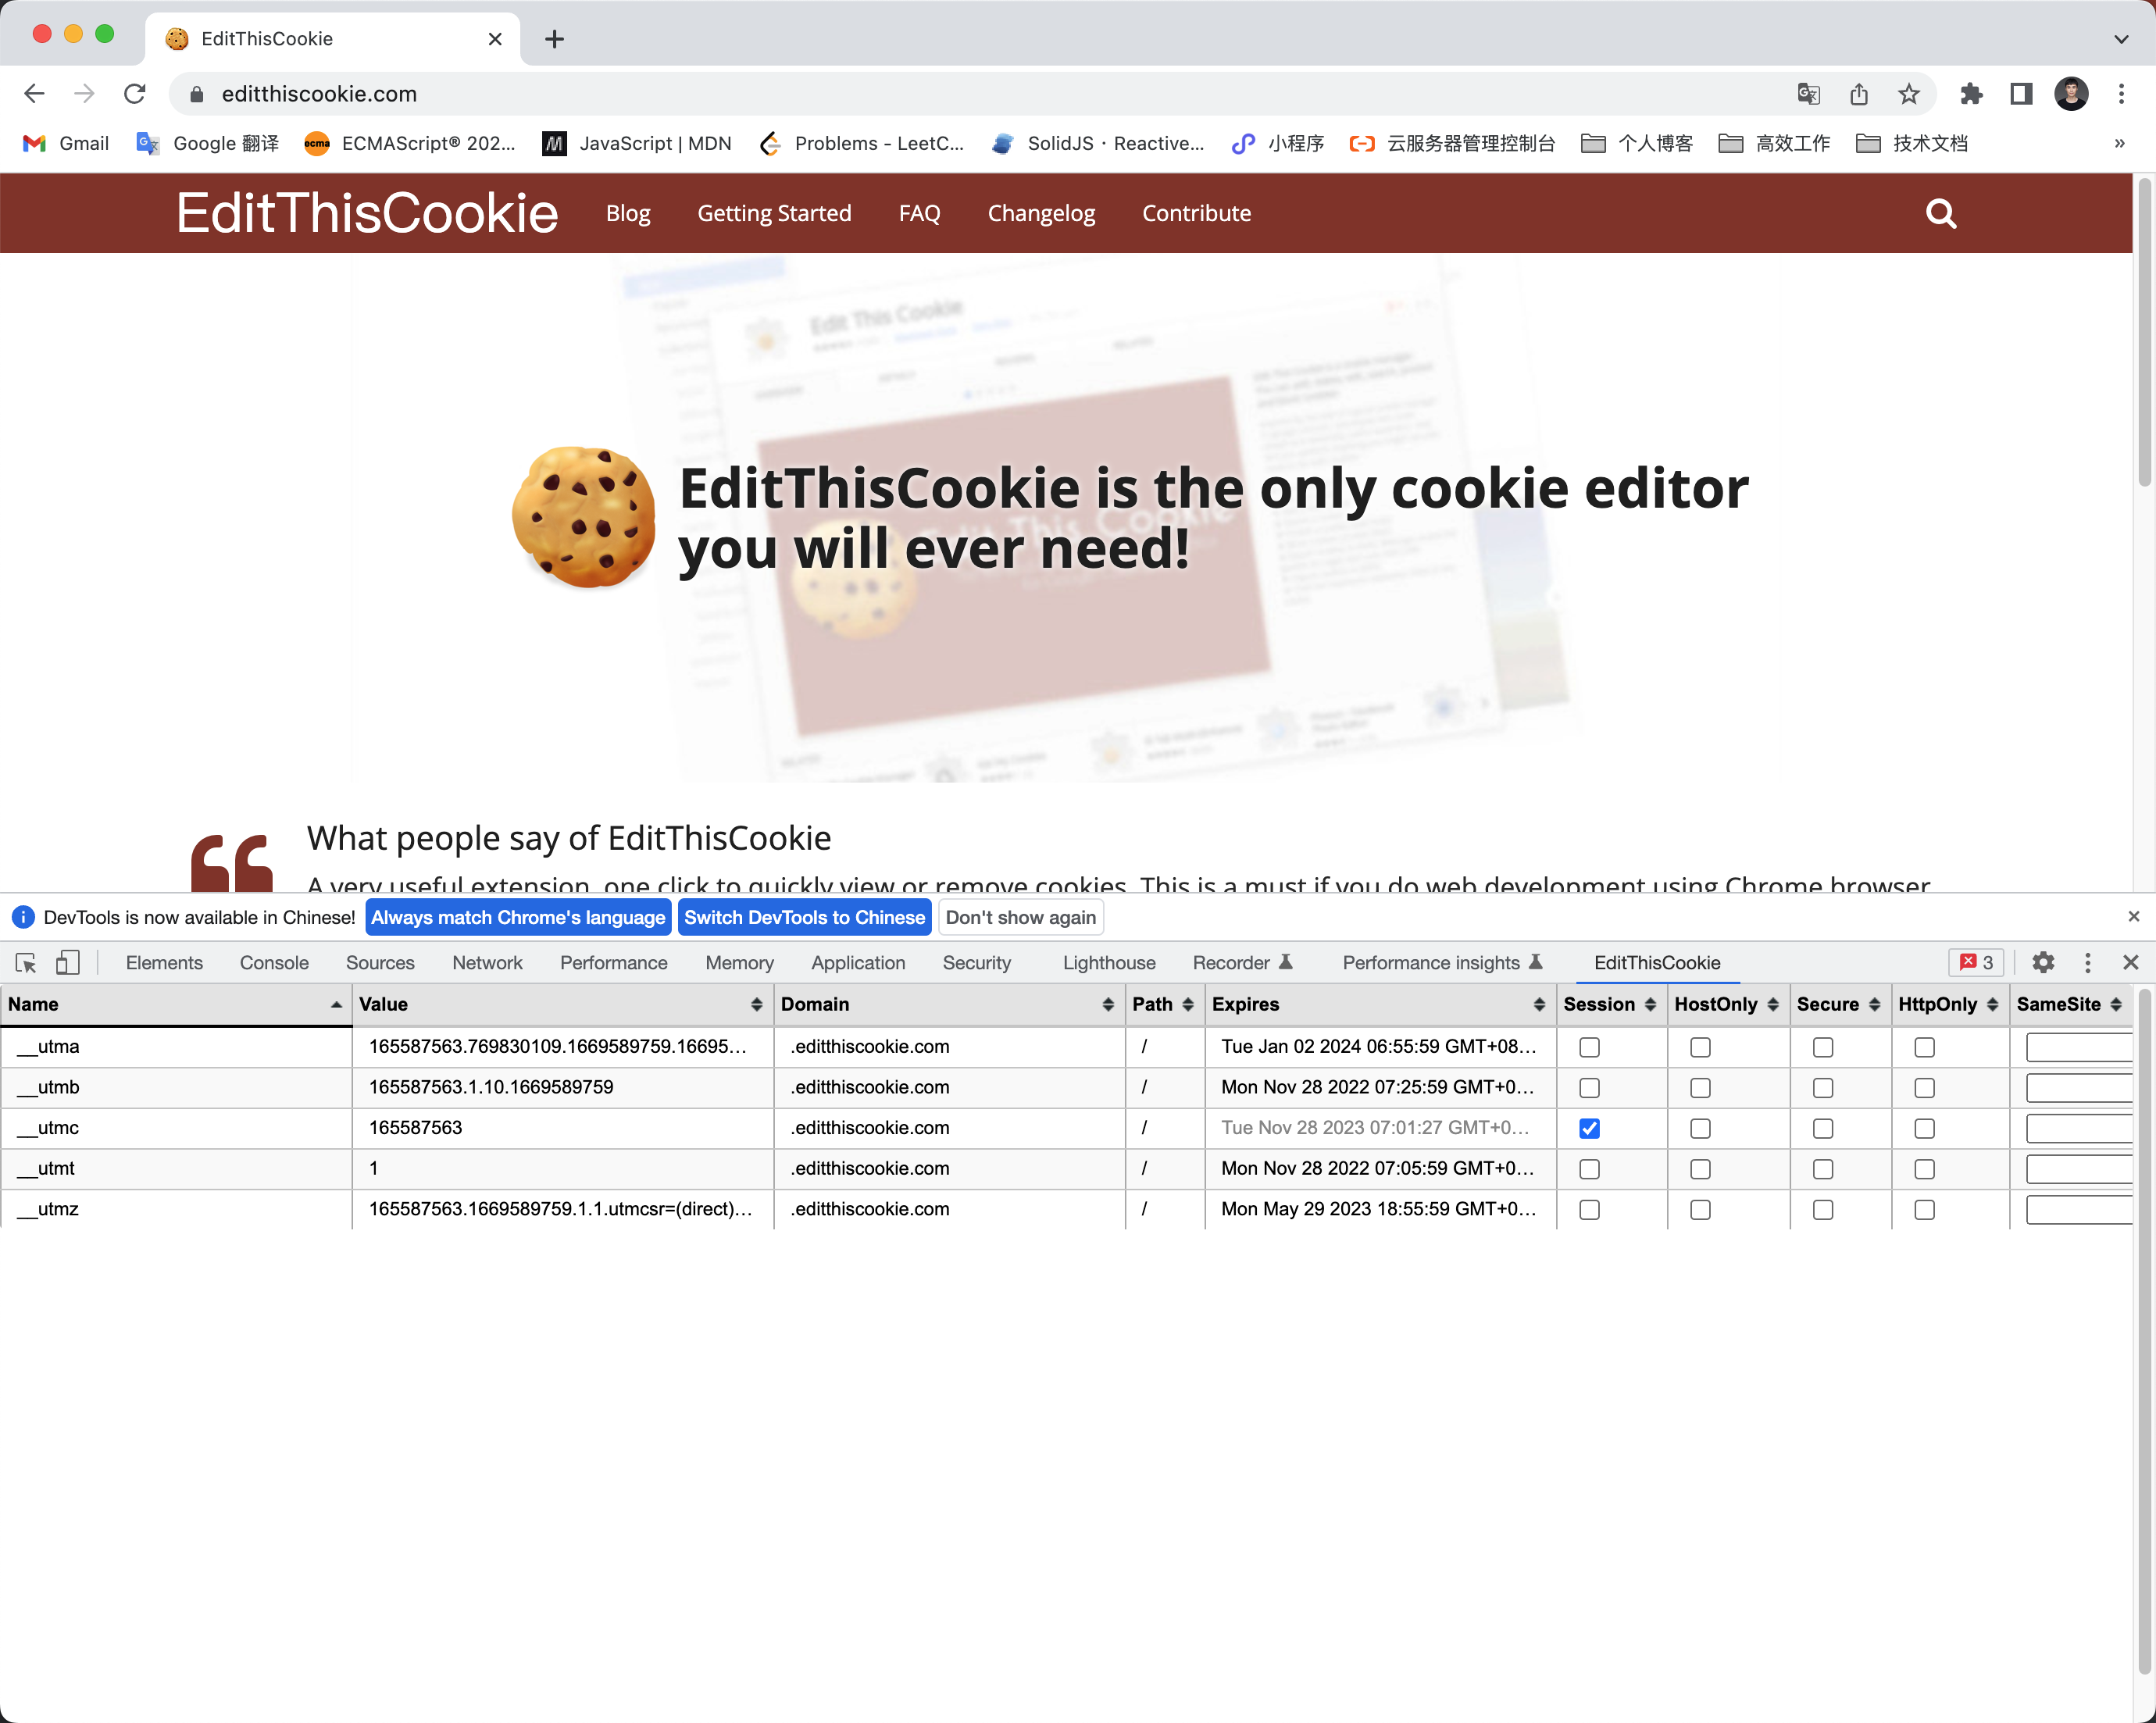 EditThisCookie
editthiscookie.com
Gmail Google 翻译 ECMAScript® 202... JavaScript | MDN Problems - LeetC... SolidJS · Reactive... 小程序 云服务器管理控制台 个人博客 高效工作 技术文档 »
EditThisCookie Blog Getting Started FAQ Changelog Contribute
Edit This Cookie
EditThisCookie is the only cookie editor
you will ever need!
What people say of EditThisCookie
A very useful extension, one click to quickly view or remove cookies. This is a must if you do web development using Chrome browser
DevTools is now available in Chinese! Always match Chrome's language Switch DevTools to Chinese Don't show again
Elements Console Sources Network Performance Memory Application Security Lighthouse Recorder Performance insights EditThisCookie 3
Name Value Domain Path Expires Session HostOnly Secure HttpOnly SameSite
__utma 165587563.769830109.1669589759.16695... .editthiscookie.com / Tue Jan 02 2024 06:55:59 GMT+08...
__utmb 165587563.1.10.1669589759 .editthiscookie.com / Mon Nov 28 2022 07:25:59 GMT+0...
__utmc 165587563 .editthiscookie.com / Tue Nov 28 2023 07:01:27 GMT+0...
__utmt 1 .editthiscookie.com / Mon Nov 28 2022 07:05:59 GMT+0...
__utmz 165587563.1669589759.1.1.utmcsr=(direct)... .editthiscookie.com / Mon May 29 2023 18:55:59 GMT+0...